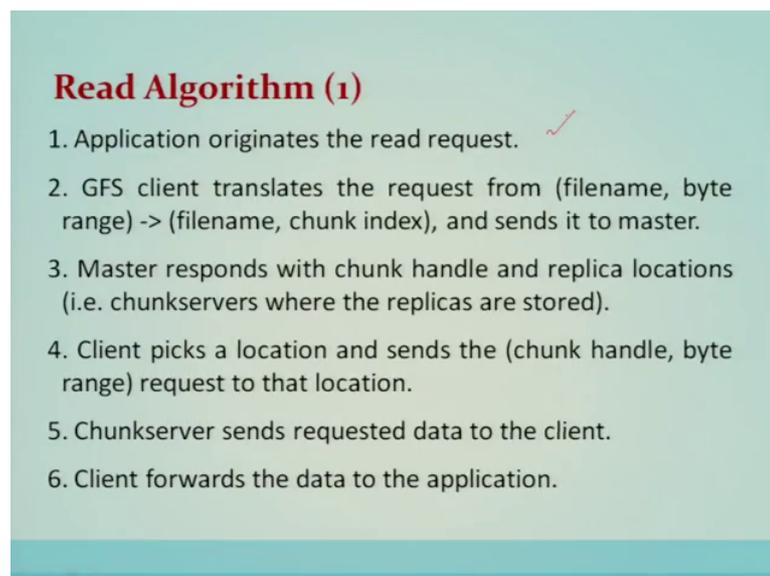 Read Algorithm (1)
1. Application originates the read request.
2. GFS client translates the request from (filename, byte
range) -> (filename, chunk index), and sends it to master.
3. Master responds with chunk handle and replica locations
(i.e. chunkservers where the replicas are stored).
4. Client picks a location and sends the (chunk handle, byte
range) request to that location.
5. Chunkserver sends requested data to the client.
6. Client forwards the data to the application.